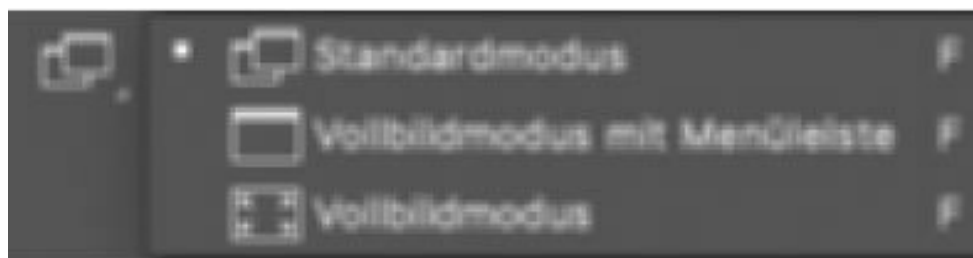 Standardmodus F
Vollbildmodus mit Menüleiste F
Vollbildmodus F